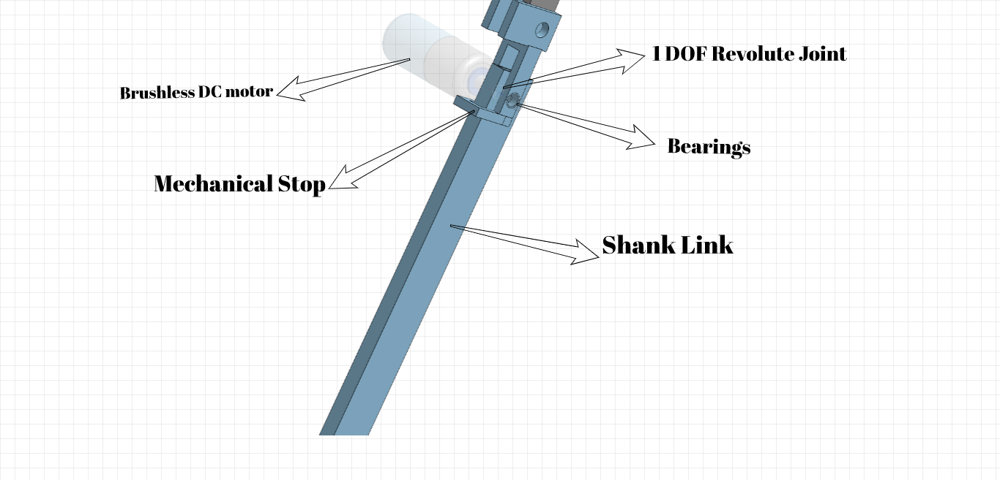 1 DOF Revolute Joint
Brushless DC motor
Bearings
Mechanical Stop
Shank Link